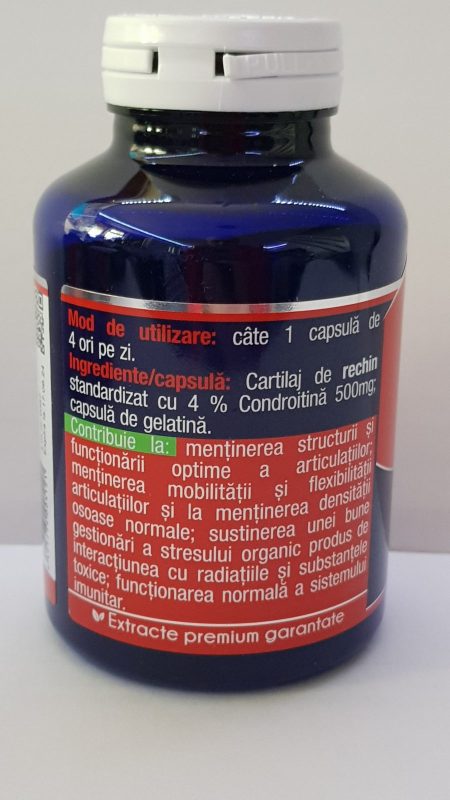 PULL
Mod de utilizare: câte 1 capsulă de
4 ori pe zi.
Ingrediente/capsulă: Cartilaj de rechin
standardizat cu 4 % Condroitină 500mg;
capsulă de gelatină.
Contribuie la: menținerea structurii și
funcționării optime a articulațiilor;
menținerea mobilității și flexibilității
articulațiilor și la menținerea densității
osoase normale; sustinerea unei bune
gestionări a stresului organic produs de
interacțiunea cu radiațiile și substanțele
toxice; funcționarea normală a sistemului
imunitar.
Extracte premium garantate